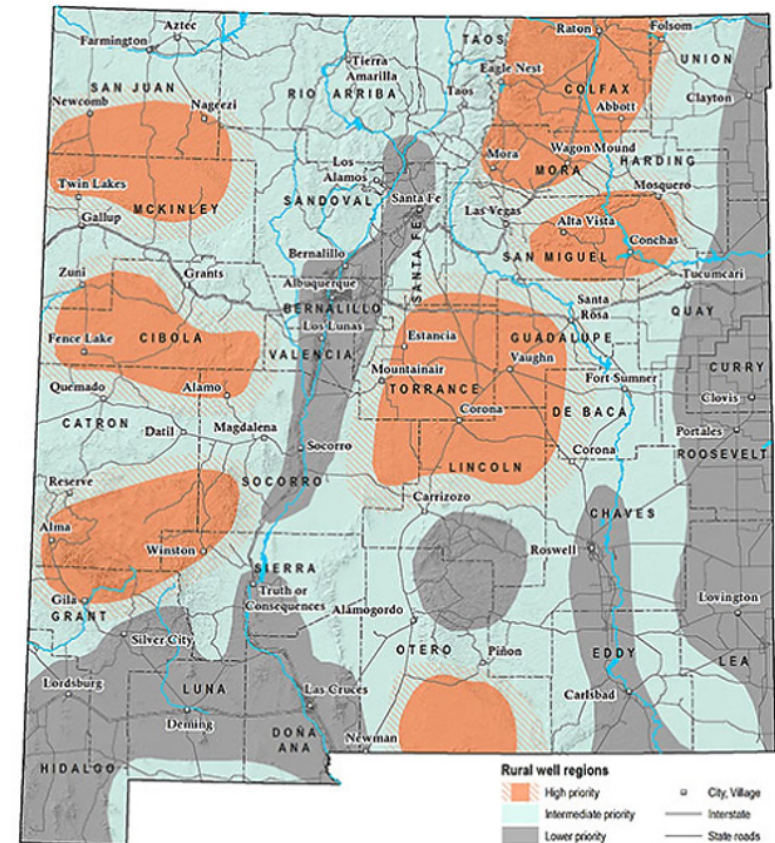 Aztec
Farmington
SAN JUAN
Newcomb
Nageezi
Twin Lakes
MCKINLEY
Gallup
Tierra
Amarilla
RIO ARRIBA
TAOS
Eagle Nest
Taos
Raton
Folsom
COLFAX
Abbott
UNION
Clayton
Los
Alamos
SANDOVAL
Santa Fe
SANTA FE
Mora
Wagon Mound
MORA
HARDING
Mosquero
Las Vegas
Alta Vista
Conchas
SAN MIGUEL
Tucumcari
Bernalillo
Albuquerque
BERNALILLO
Los Lunas
VALENCIA
Zuni
Grants
Fence Lake
CIBOLA
Quemado
Alamo
CATRON
Datil
Magdalena
Socorro
SOCORRO
Estancia
Mountainair
TORRANCE
Santa
Rosa
GUADALUPE
Vaughn
QUAY
CURRY
Fort Sumner
DE BACA
Clovis
Portales
ROOSEVELT
Corona
Corona
LINCOLN
Carrizozo
CHAVES
Roswell
Reserve
Alma
Winston
Gila
GRANT
SIERRA
Truth or
Consequences
Alamogordo
OTERO
Piñon
Lovington
EDDY
LEA
Carlsbad
Silver City
Lordsburg
LUNA
Deming
Las Cruces
DOÑA
ANA
Newman
HIDALGO
Rural well regions
High priority
Intermediate priority
Lower priority
City, Village
Interstate
State roads